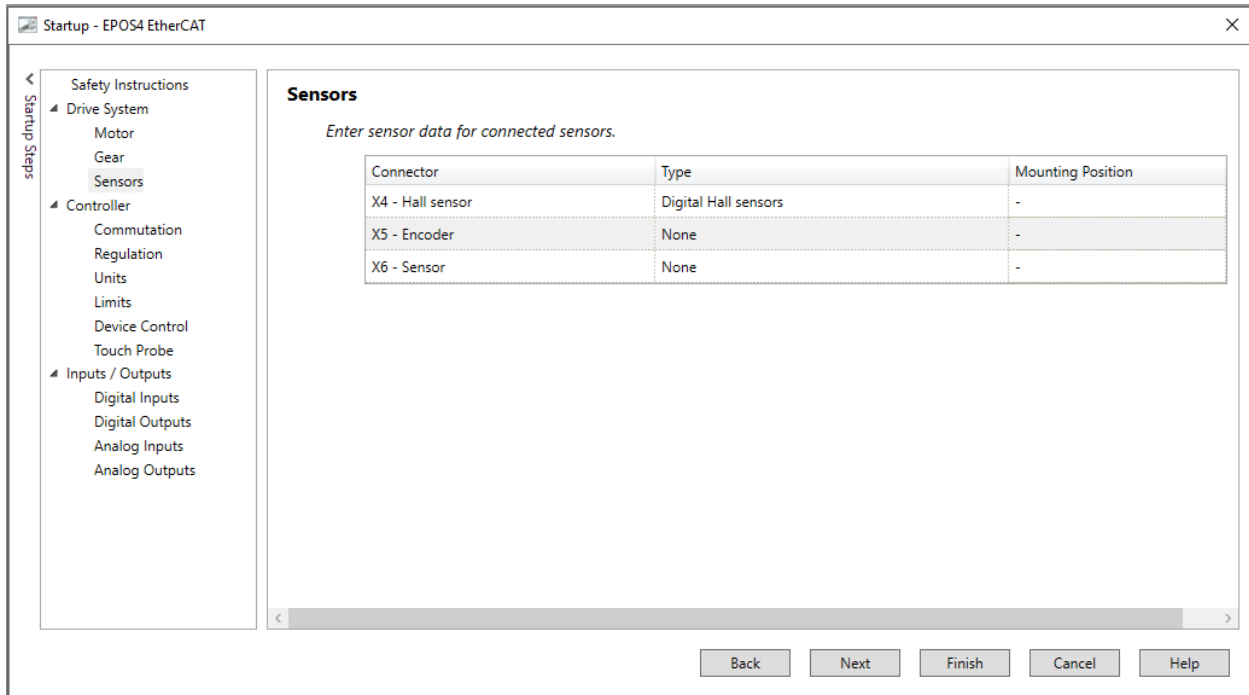 Startup - EPOS4 EtherCAT
Startup Steps
Safety Instructions
Drive System
Motor
Gear
Sensors
Controller
Commutation
Regulation
Units
Limits
Device Control
Touch Probe
Inputs / Outputs
Digital Inputs
Digital Outputs
Analog Inputs
Analog Outputs
Sensors
Enter sensor data for connected sensors.
Connector Type Mounting Position
X4 - Hall sensor Digital Hall sensors -
X5 - Encoder None -
X6 - Sensor None -
Back Next Finish Cancel Help